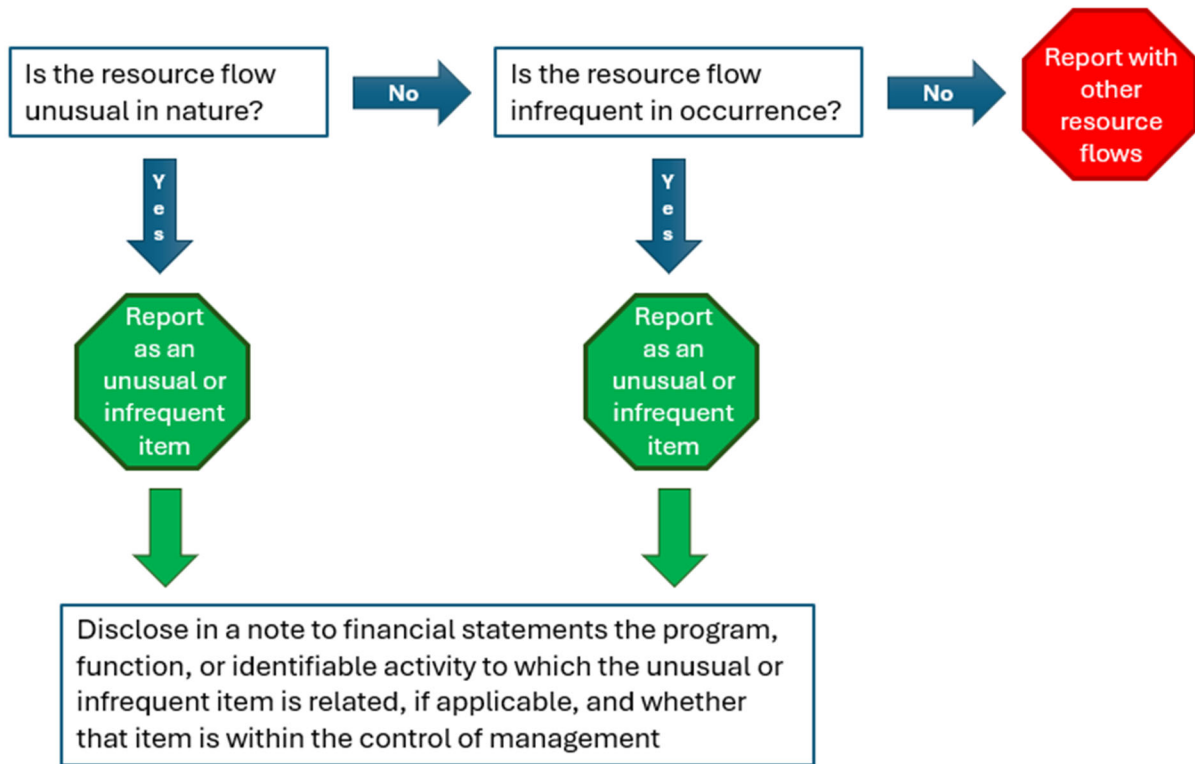 Is the resource flow
unusual in nature?
No
Is the resource flow
infrequent in occurrence?
No
Report with
other
resource
flows
Yes
Yes
Report
as an
unusual or
infrequent
item
Report
as an
unusual or
infrequent
item
Disclose in a note to financial statements the program,
function, or identifiable activity to which the unusual or
infrequent item is related, if applicable, and whether
that item is within the control of management